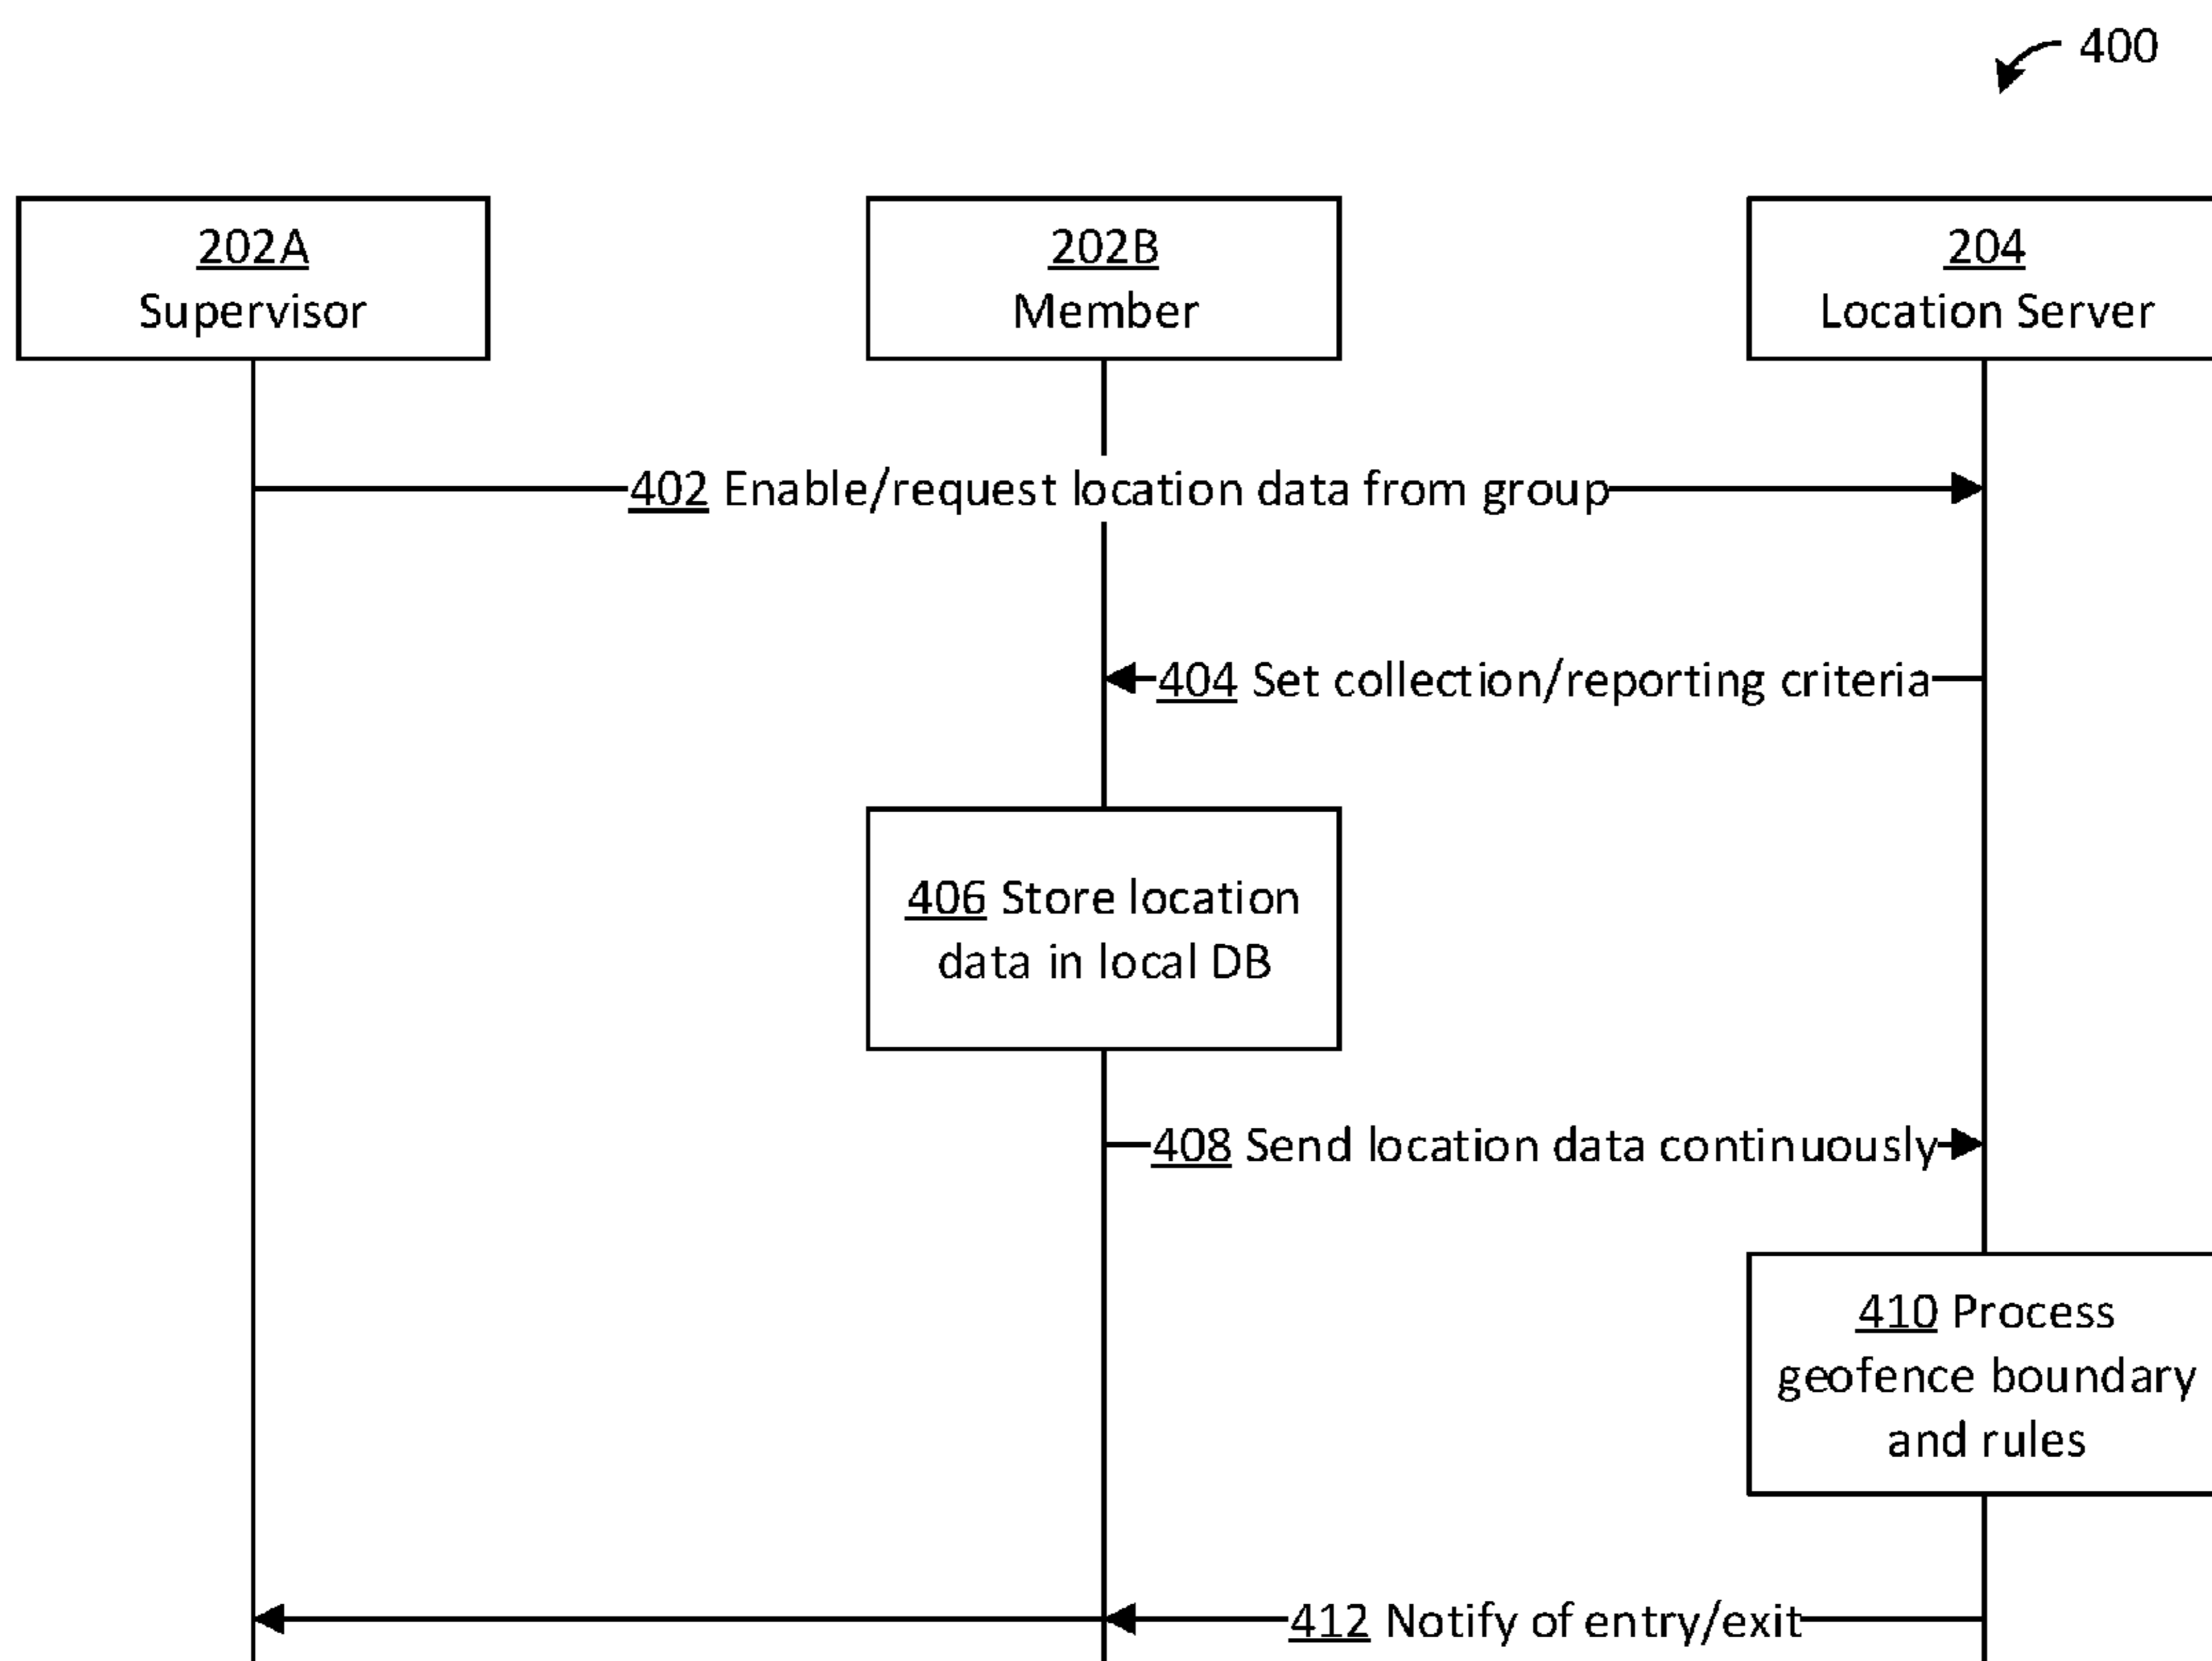 400
202A
Supervisor
202B
Member
204
Location Server
402 Enable/request location data from group
404 Set collection/reporting criteria
406 Store location
data in local DB
408 Send location data continuously
410 Process
geofence boundary
and rules
412 Notify of entry/exit